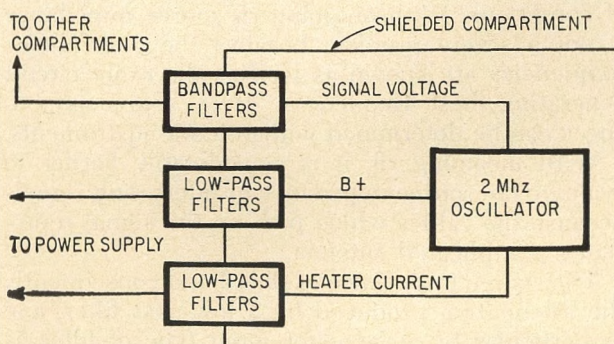 TO OTHER
COMPARTMENTS
SHIELDED COMPARTMENT
BANDPASS
FILTERS
SIGNAL VOLTAGE
LOW-PASS
FILTERS
B+
2 Mhz
OSCILLATOR
TO POWER SUPPLY
LOW-PASS
FILTERS
HEATER CURRENT